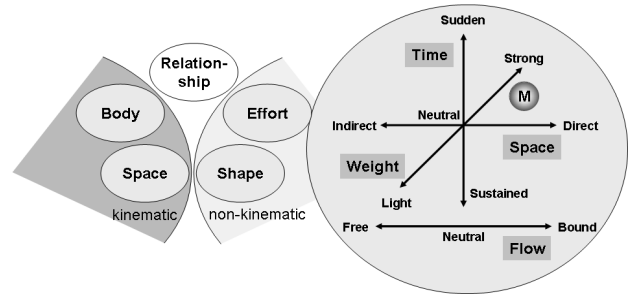 Relation-
ship
Body
Effort
Space
Shape
kinematic
non-kinematic
Sudden
Time
Strong
M
Neutral
Indirect
Direct
Space
Weight
Sustained
Light
Free
Neutral
Bound
Flow